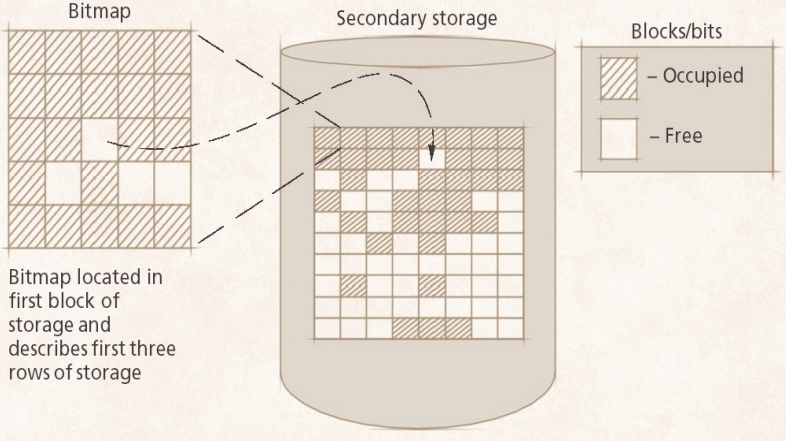 Bitmap
Secondary storage
Blocks/bits
– Occupied
– Free
Bitmap located in
first block of
storage and
describes first three
rows of storage